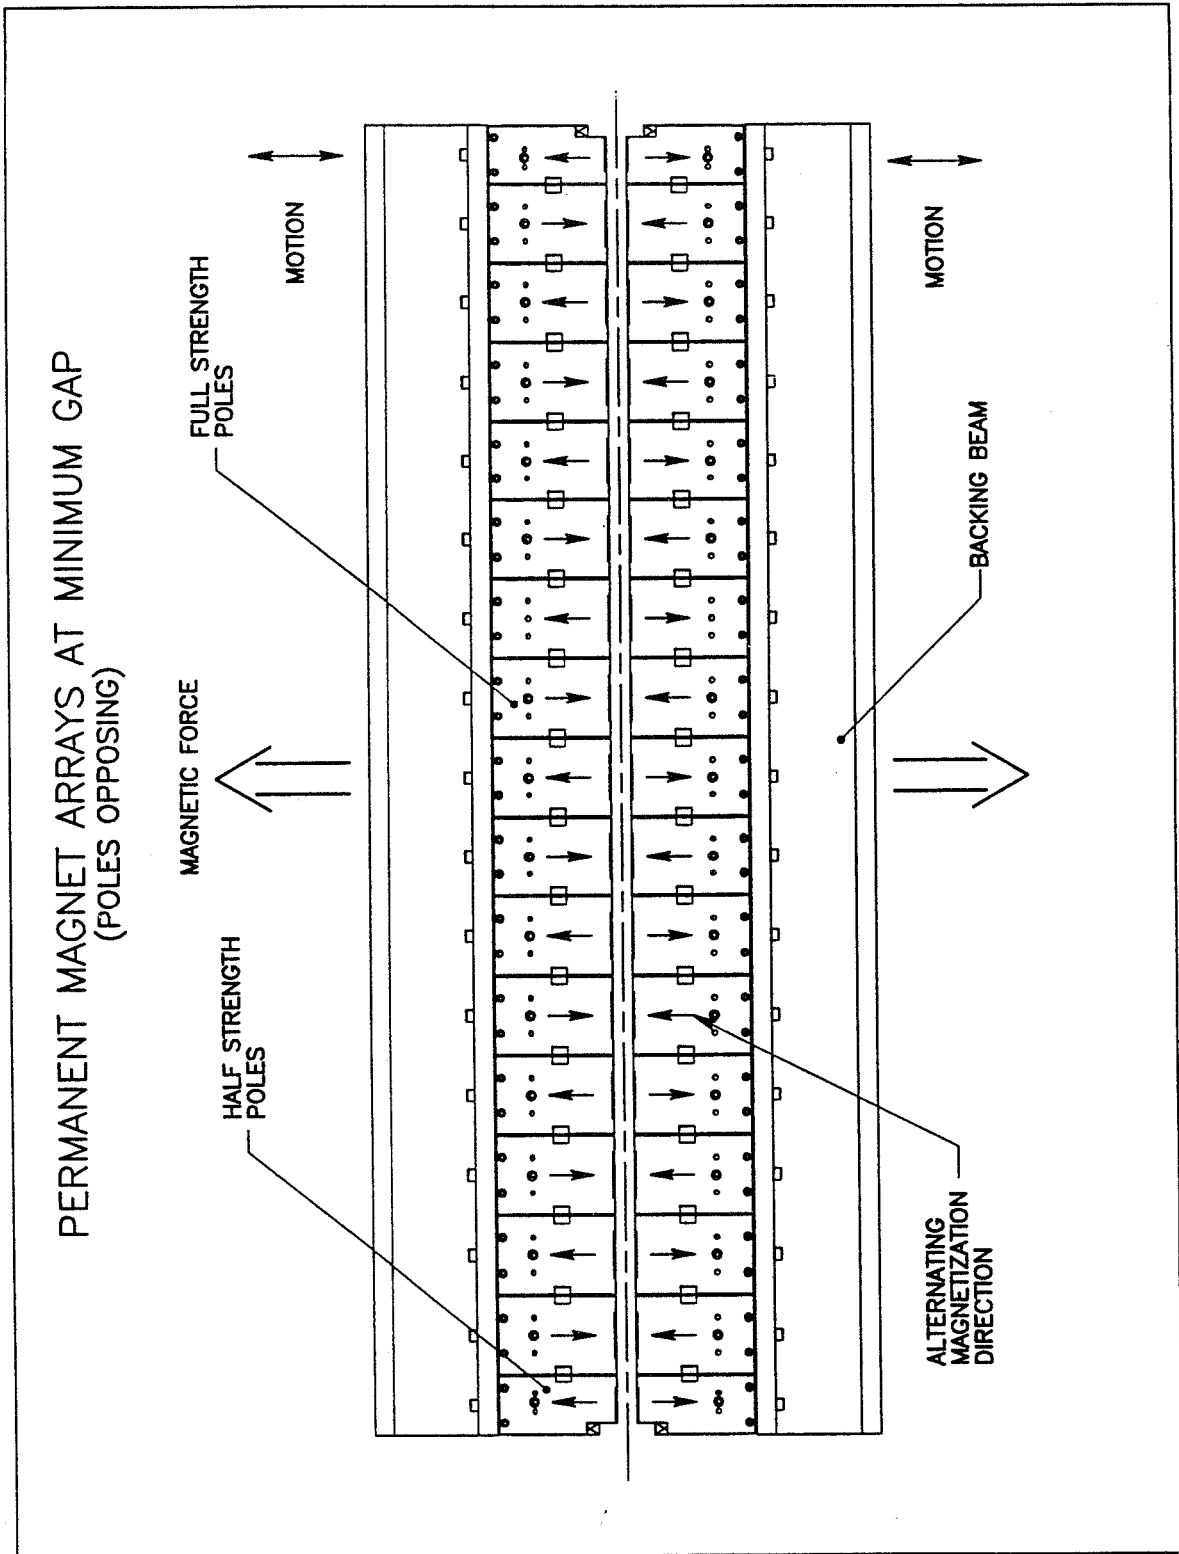 PERMANENT MAGNET ARRAYS AT MINIMUM GAP
(POLES OPPOSING)
MAGNETIC FORCE
HALF STRENGTH
POLES
FULL STRENGTH
POLES
MOTION
ALTERNATING
MAGNETIZATION
DIRECTION
BACKING BEAM
MOTION